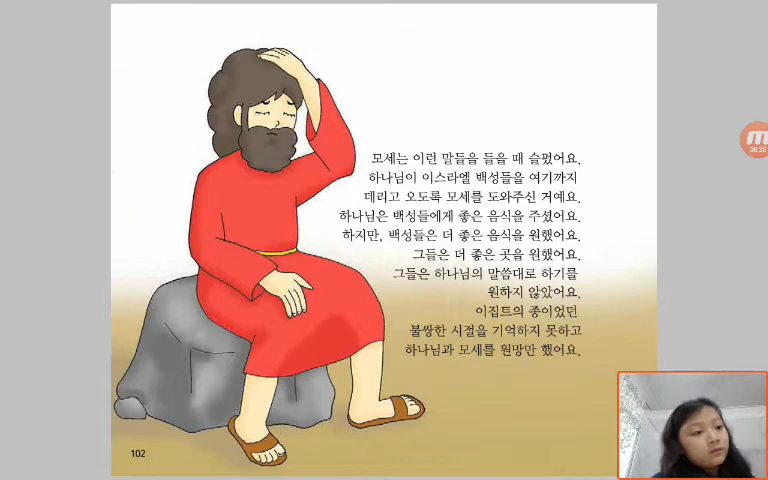 모세는 이런 말들을 들을 때 슬펐어요.
하나님이 이스라엘 백성들을 여기까지
데리고 오도록 모세를 도와주신 거예요.
하나님은 백성들에게 좋은 음식을 주셨어요.
하지만, 백성들은 더 좋은 음식을 원했어요.
그들은 더 좋은 곳을 원했어요.
그들은 하나님의 말씀대로 하기를
원하지 않았어요.
이집트의 종이었던
불쌍한 시절을 기억하지 못하고
하나님과 모세를 원망만 했어요.
102